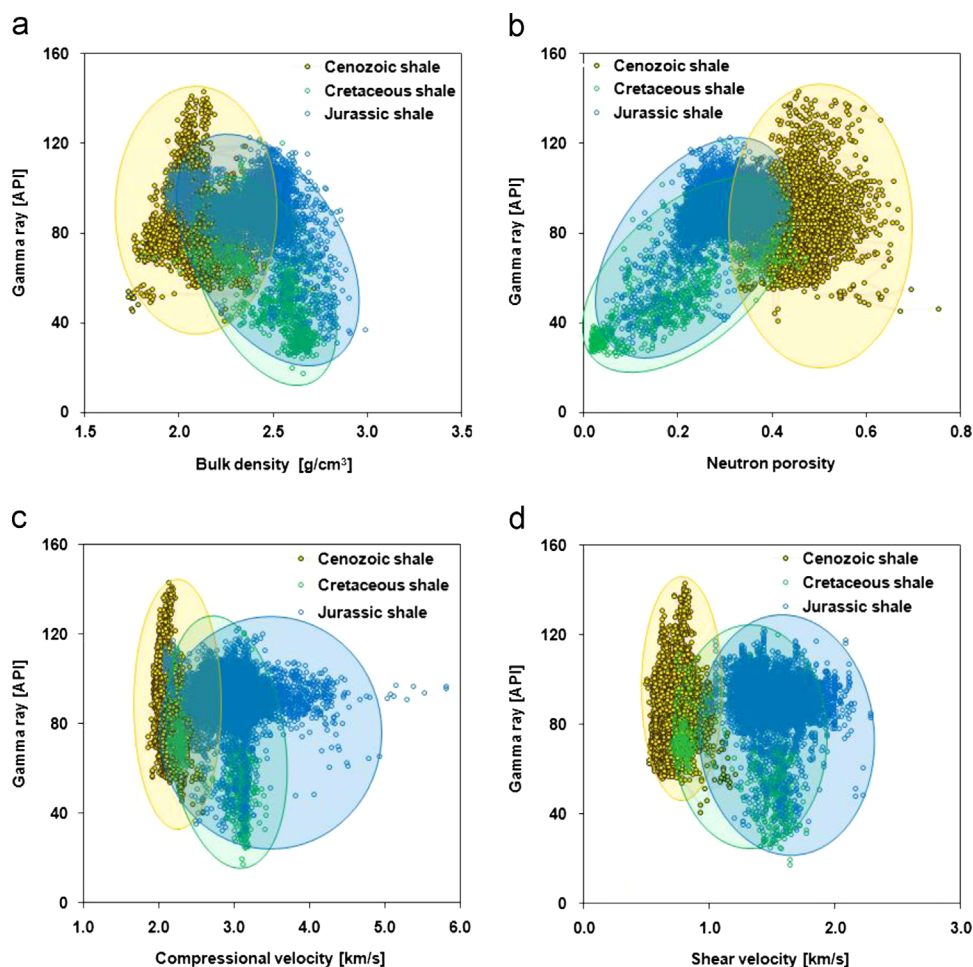 a
160
120
80
40
0
Gamma ray [API]
Cenozoic shale
Cretaceous shale
Jurassic shale
1.5 2.0 2.5 3.0 3.5
Bulk density [g/cm³]
b
160
120
80
40
0
Gamma ray [API]
Cenozoic shale
Cretaceous shale
Jurassic shale
0.0 0.2 0.4 0.6 0.8
Neutron porosity
c
160
120
80
40
0
Gamma ray [API]
Cenozoic shale
Cretaceous shale
Jurassic shale
1.0 2.0 3.0 4.0 5.0 6.0
Compressional velocity [km/s]
d
160
120
80
40
0
Gamma ray [API]
Cenozoic shale
Cretaceous shale
Jurassic shale
0.0 1.0 2.0 3.0
Shear velocity [km/s]